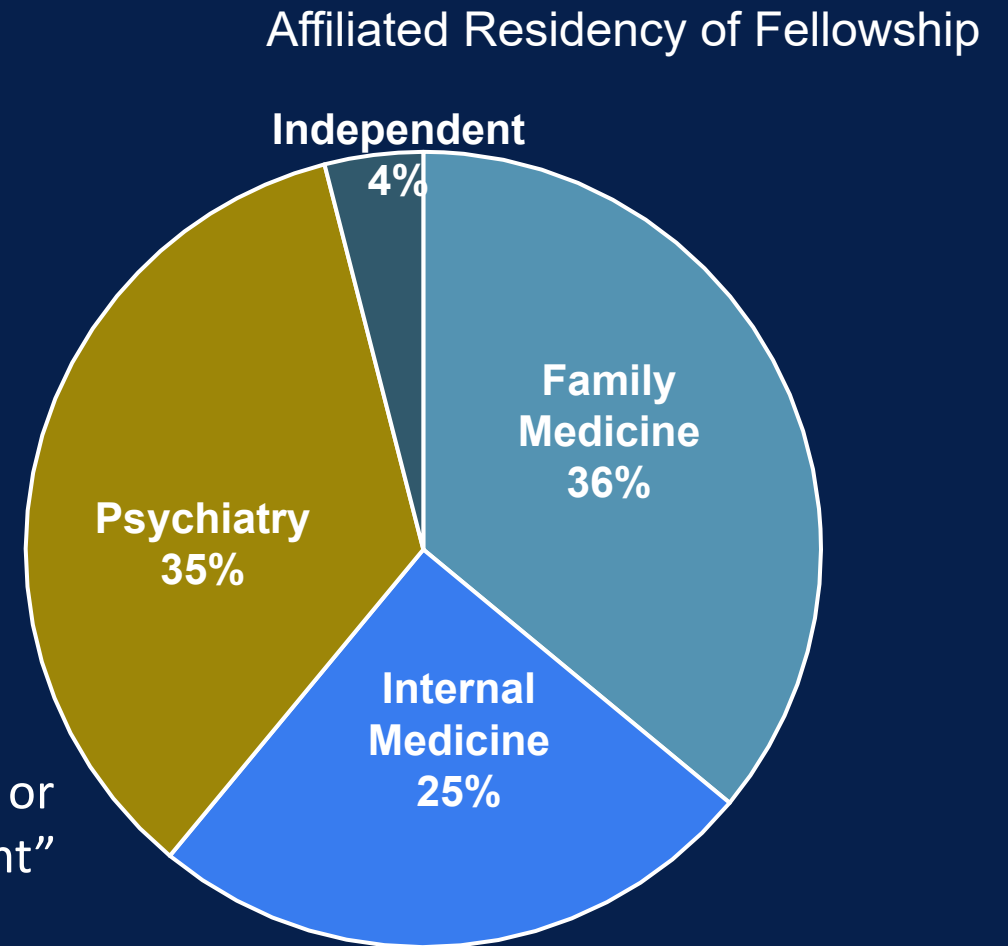 Affiliated Residency of Fellowship
Independent
4%
Family
Medicine
36%
Psychiatry
35%
Internal
Medicine
25%
or
nt”